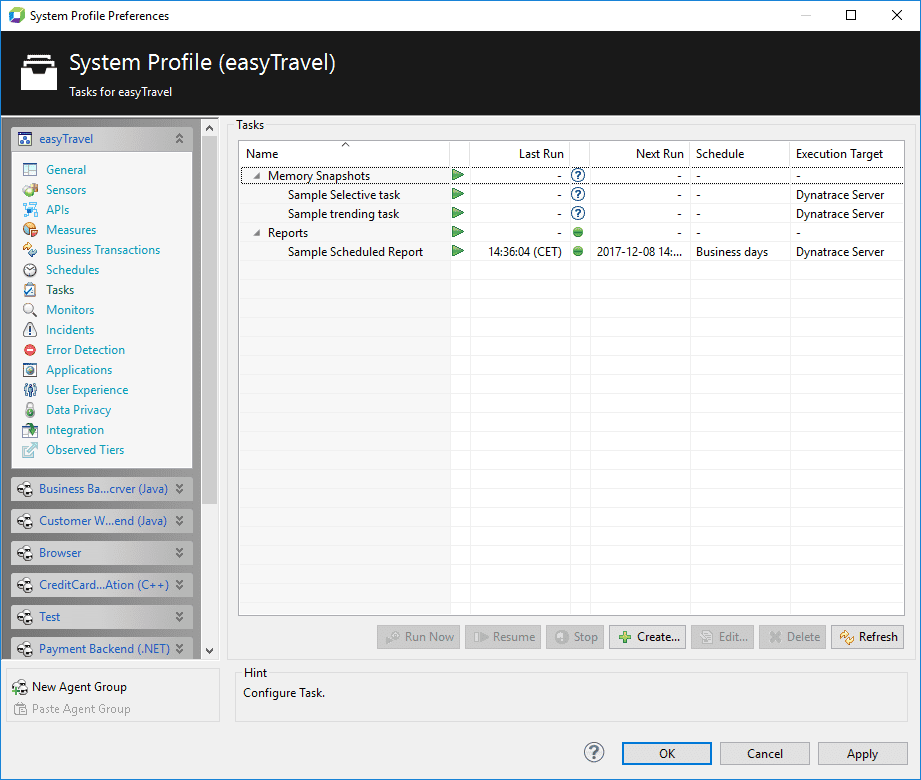 System Profile Preferences
System Profile (easyTravel)
Tasks for easyTravel
easyTravel
General
Sensors
APIs
Measures
Business Transactions
Schedules
Tasks
Monitors
Incidents
Error Detection
Applications
User Experience
Data Privacy
Integration
Observed Tiers
Business Ba...crver (Java)
Customer W...end (Java)
Browser
CreditCard...Ation (C++)
Test
Payment Backend (.NET)
New Agent Group
Paste Agent Group
Tasks
Name Last Run Next Run Schedule Execution Target
Memory Snapshots - ? - - -
Sample Selective task - ? - - Dynatrace Server
Sample trending task - ? - - Dynatrace Server
Reports - - - -
Sample Scheduled Report 14:36:04 (CET) 2017-12-08 14:... Business days Dynatrace Server
Run Now Resume Stop Create... Edit... Delete Refresh
Hint
Configure Task.
? OK Cancel Apply